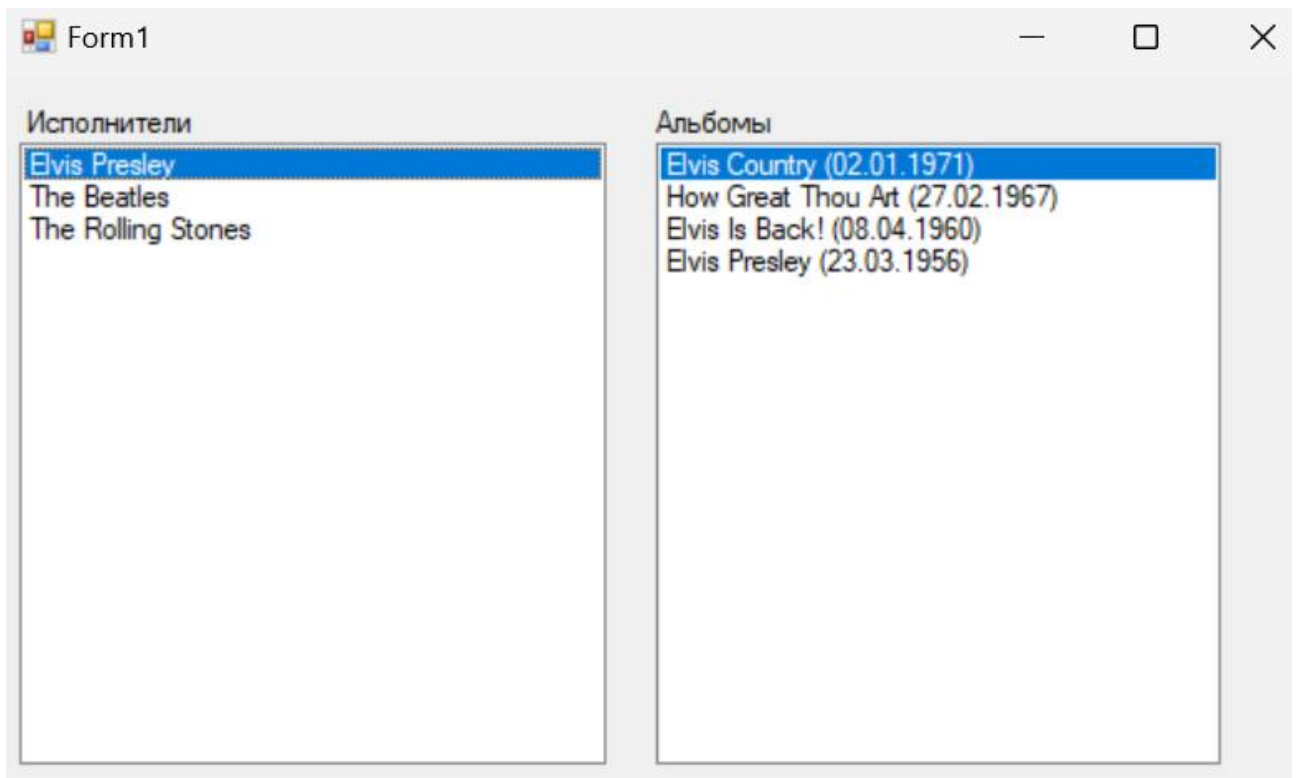 Form1
Исполнители
Elvis Presley
The Beatles
The Rolling Stones
Альбомы
Elvis Country (02.01.1971)
How Great Thou Art (27.02.1967)
Elvis Is Back! (08.04.1960)
Elvis Presley (23.03.1956)